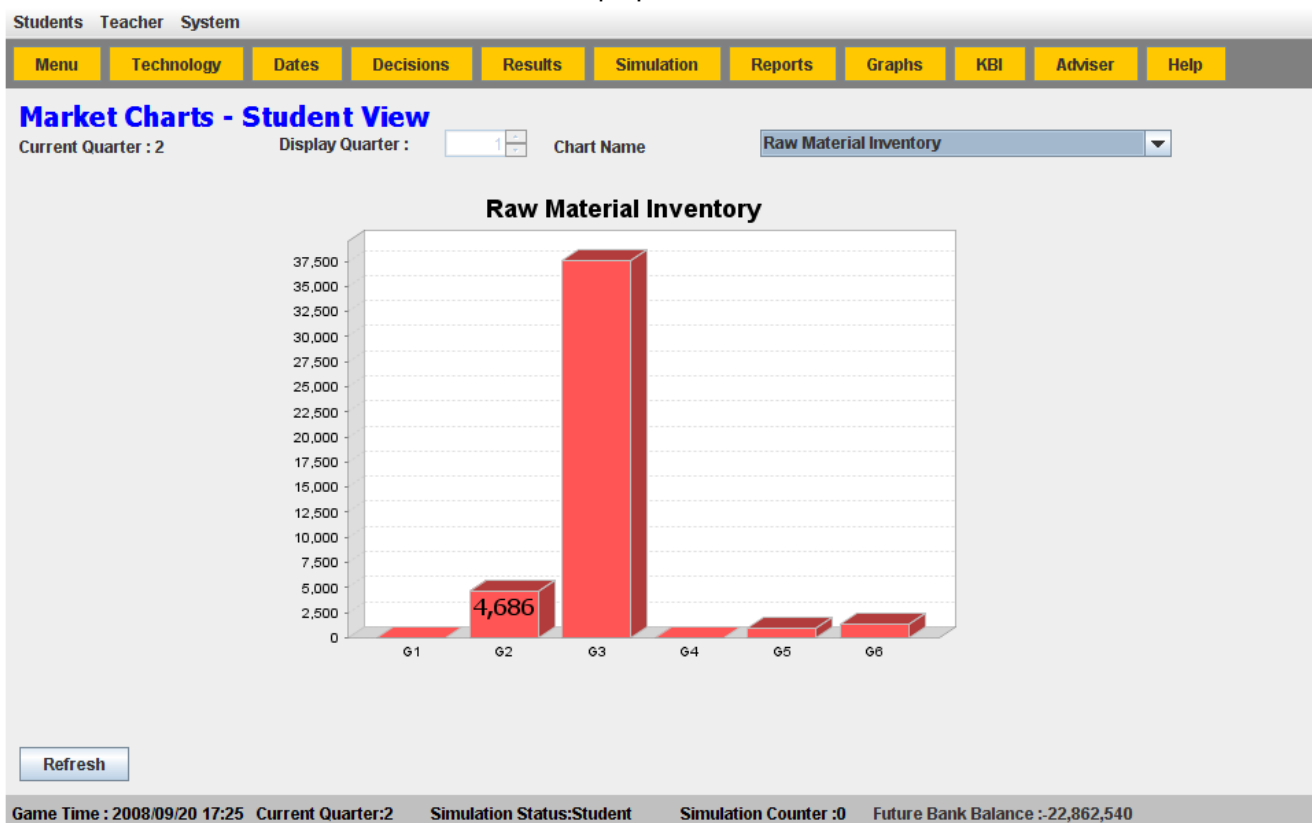 Students Teacher System
Menu Technology Dates Decisions Results Simulation Reports Graphs KBI Adviser Help
Market Charts - Student View
Current Quarter : 2 Display Quarter : 1 Chart Name Raw Material Inventory
Raw Material Inventory
37,500
35,000
32,500
30,000
27,500
25,000
22,500
20,000
17,500
15,000
12,500
10,000
7,500
5,000
4,686
2,500
0
G1 G2 G3 G4 G5 G6
Refresh
Game Time : 2008/09/20 17:25 Current Quarter:2 Simulation Status:Student Simulation Counter :0 Future Bank Balance :-22,862,540